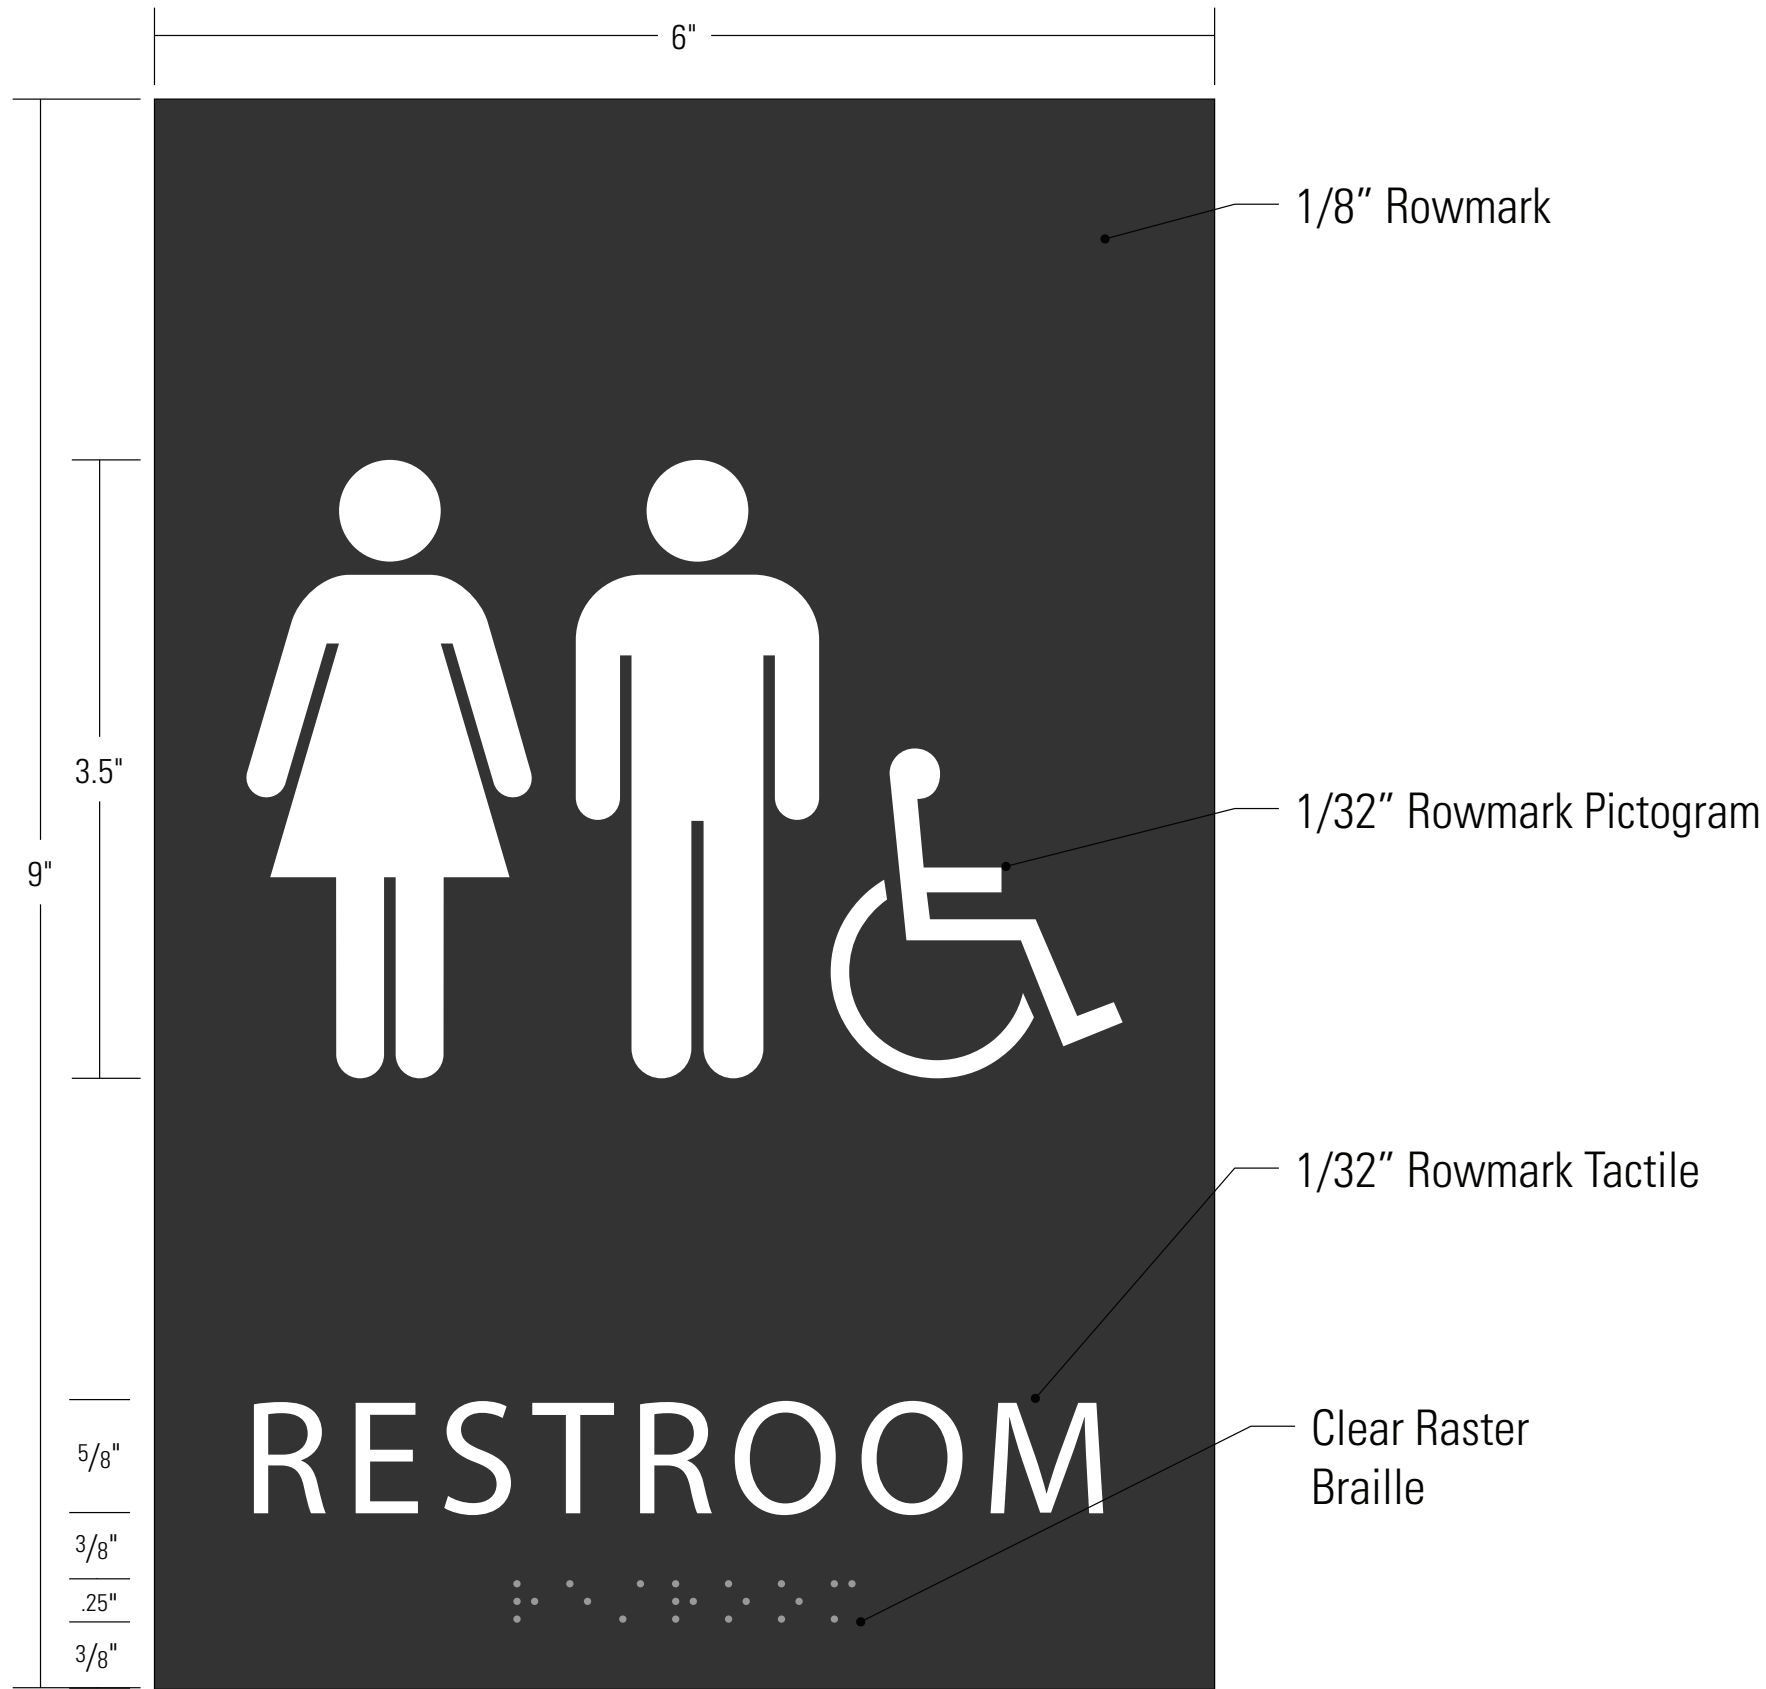 6"
1/8” Rowmark
3.5"
1/32” Rowmark Pictogram
9"
1/32” Rowmark Tactile
RESTROOM
5/8"
Clear Raster
Braille
3/8"
⠗⠑⠌⠗⠕⠕⠍
.25"
3/8"